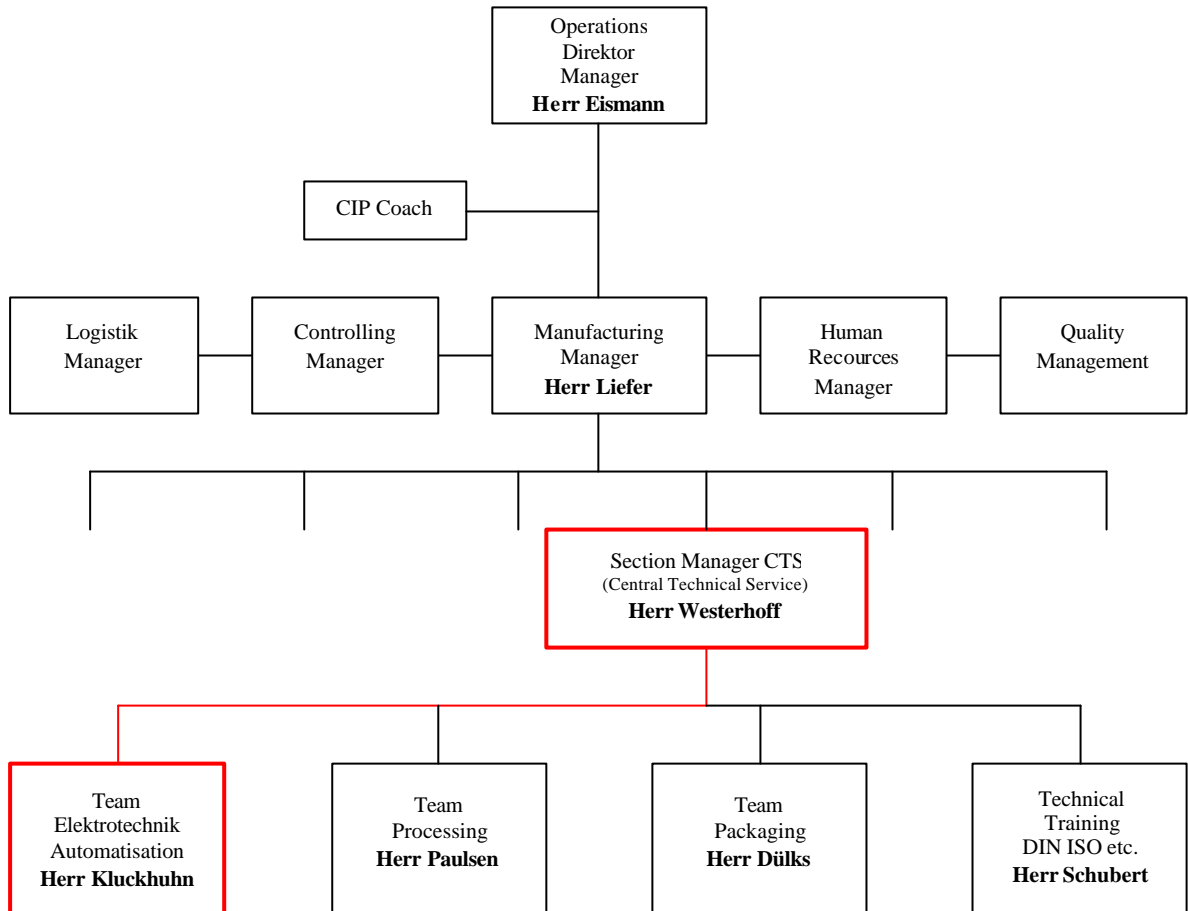 Operations
Direktor
Manager
Herr Eismann
CIP Coach
Logistik
Manager
Controlling
Manager
Manufacturing
Manager
Herr Liefer
Human
Recources
Manager
Quality
Management
Section Manager CTS
(Central Technical Service)
Herr Westerhoff
Team
Elektrotechnik
Automatisation
Herr Kluckhuhn
Team
Processing
Herr Paulsen
Team
Packaging
Herr Dülks
Technical
Training
DIN ISO etc.
Herr Schubert